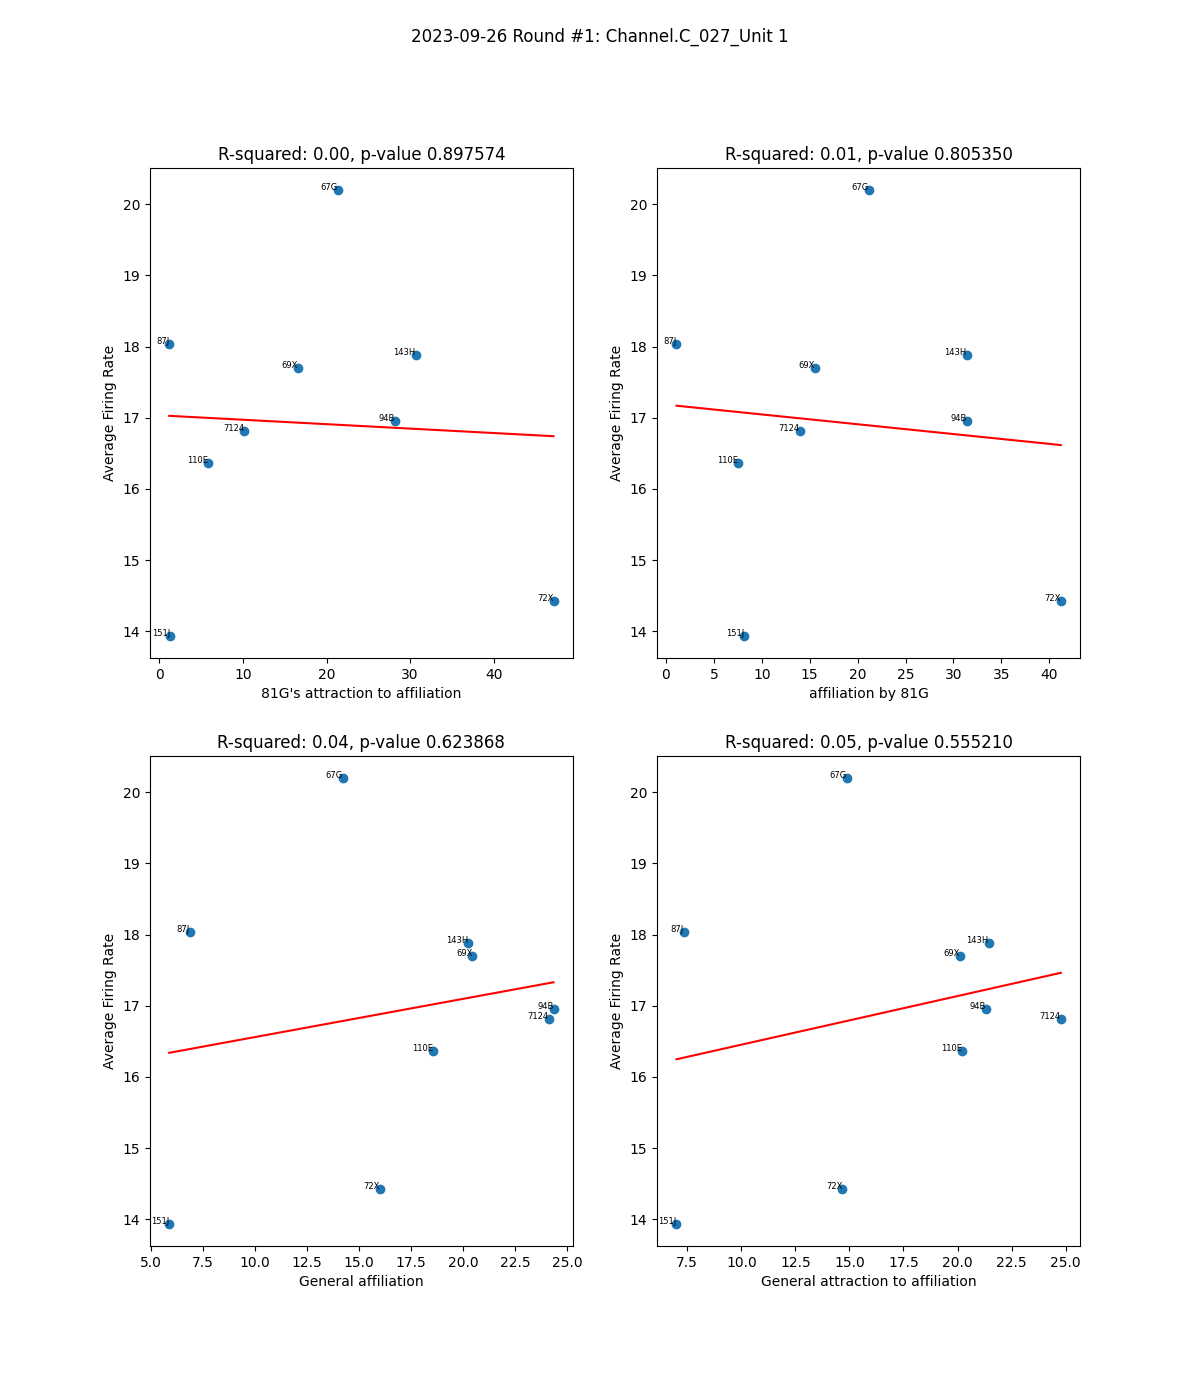 2023-09-26 Round #1: Channel.C_027_Unit 1
R-squared: 0.00, p-value 0.897574
20
19
18
17
16
15
14
Average Firing Rate
67G
87J
143H
69X
94B
7124
110E
72X
151J
0 10 20 30 40
81G's attraction to affiliation
R-squared: 0.01, p-value 0.805350
20
19
18
17
16
15
14
Average Firing Rate
67G
87J
143H
69X
94B
7124
110E
72X
151J
0 5 10 15 20 25 30 35 40
affiliation by 81G
R-squared: 0.04, p-value 0.623868
20
19
18
17
16
15
14
Average Firing Rate
67G
87J
143H
69X
94B
7124
110E
72X
151J
5.0 7.5 10.0 12.5 15.0 17.5 20.0 22.5 25.0
General affiliation
R-squared: 0.05, p-value 0.555210
20
19
18
17
16
15
14
Average Firing Rate
67G
87J
143H
69X
94B
7124
110E
72X
151J
7.5 10.0 12.5 15.0 17.5 20.0 22.5 25.0
General attraction to affiliation